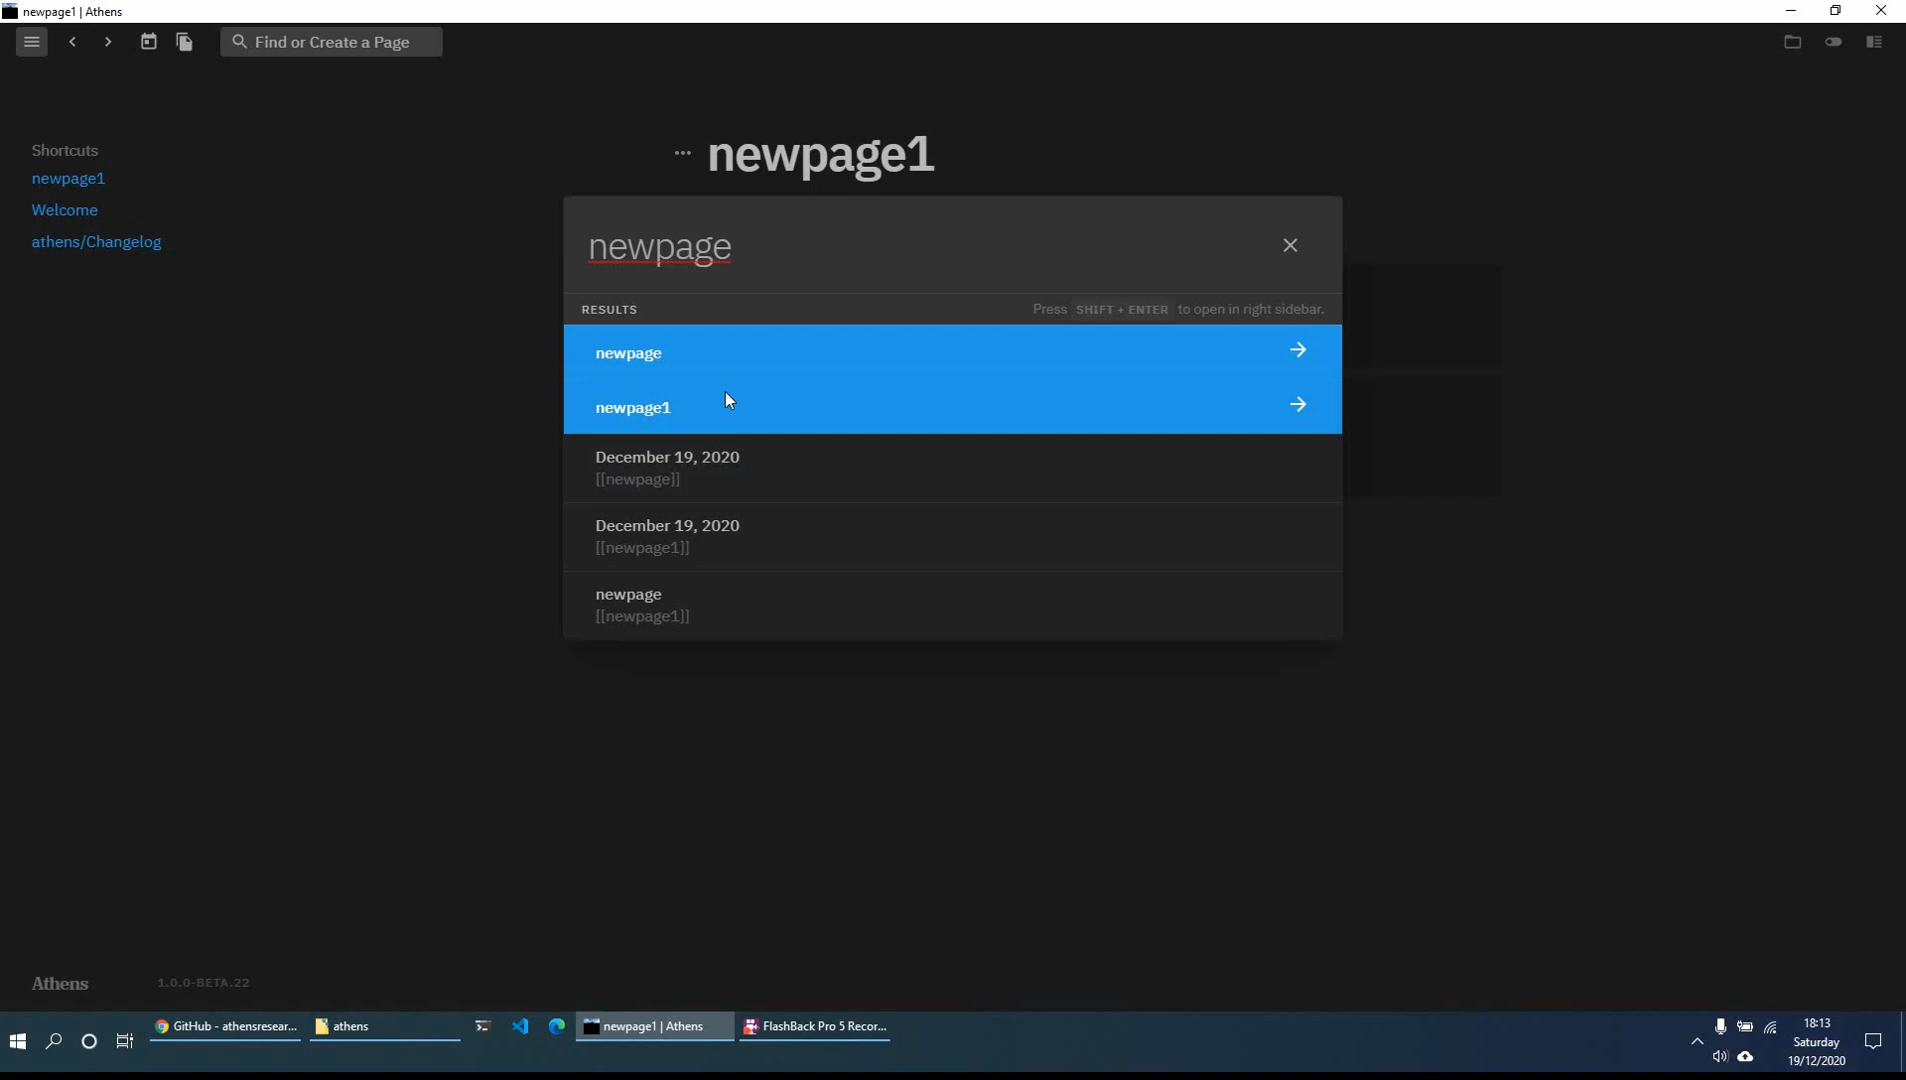 newpage1 | Athens
Find or Create a Page
Shortcuts
newpage1
Welcome
athens/Changelog
newpage1
newpage
RESULTS
Press SHIFT + ENTER to open in right sidebar.
newpage
newpage1
December 19, 2020
[[newpage]]
December 19, 2020
[[newpage1]]
newpage
[[newpage1]]
Athens
1.0.0-BETA.22
GitHub - athensresear...
athens
newpage1 | Athens
FlashBack Pro 5 Recor...
18:13
Saturday
19/12/2020